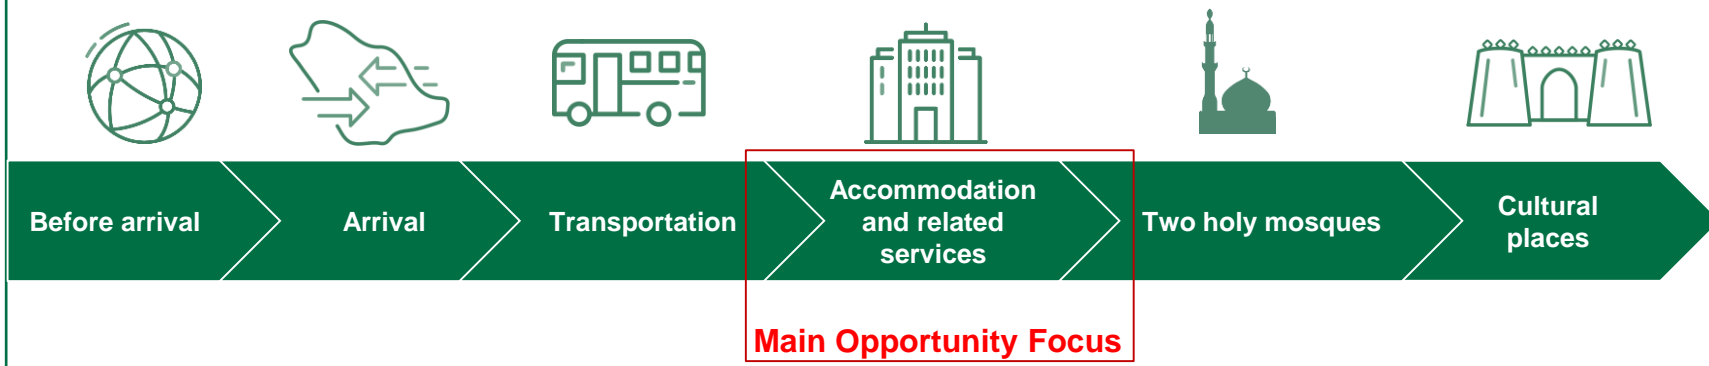 Before arrival
Arrival
Transportation
Accommodation
and related
services
Two holy mosques
Cultural
places
Main Opportunity Focus